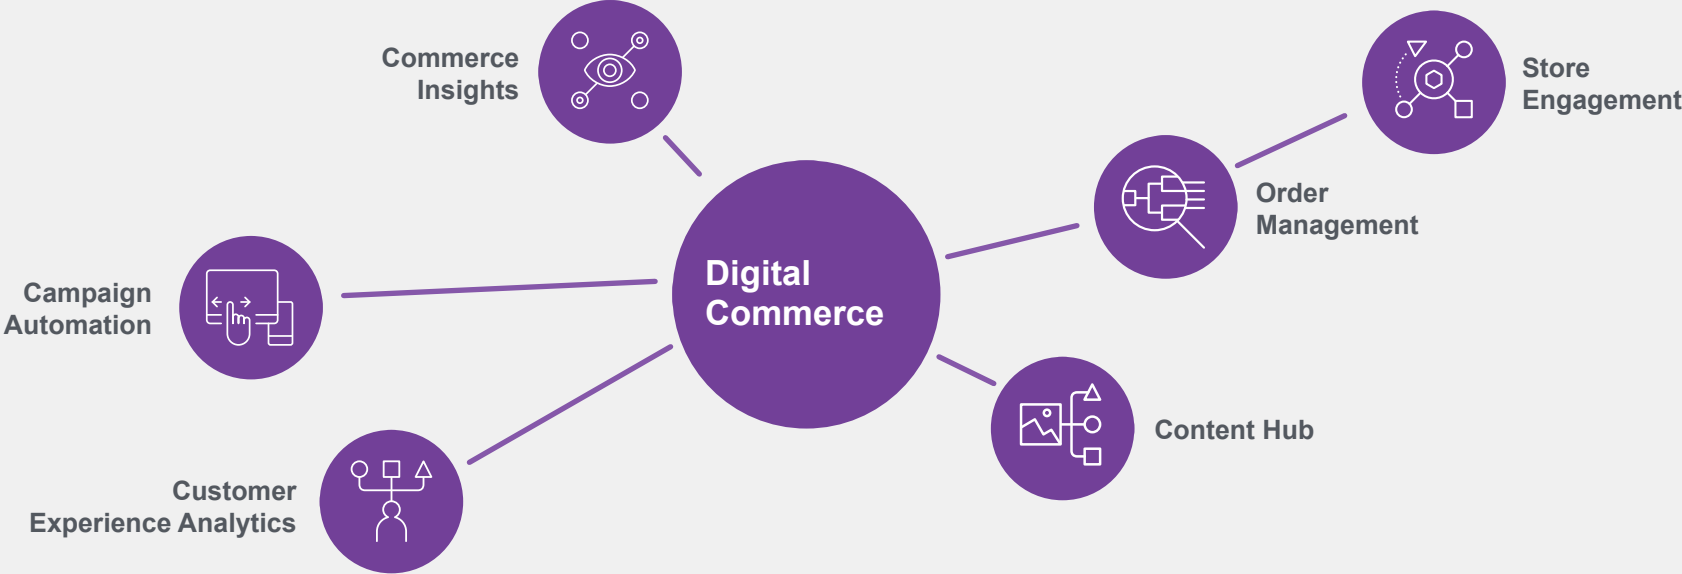 Commerce
Insights
Store
Engagement
Order
Management
Digital
Commerce
Campaign
Automation
Content Hub
Customer
Experience Analytics